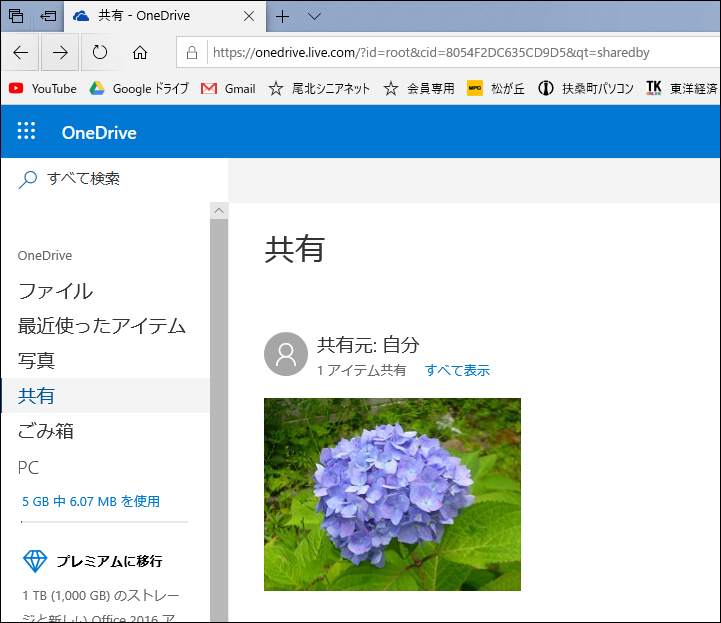 共有 - OneDrive
https://onedrive.live.com/?id=root&cid=8054F2DC635CD9D5&qt=sharedby
YouTube Google ドライブ Gmail 尾北シニアネット 会員専用 MPC 松が丘 扶桑町パソコン TK 東洋経済
OneDrive
すべて検索
共有
OneDrive
ファイル
最近使ったアイテム
写真
共有元: 自分
1 アイテム共有 すべて表示
共有
ごみ箱
PC
5 GB 中 6.07 MB を使用
プレミアムに移行
1 TB (1,000 GB) のストレー
ジと新しい Office 2016 ア